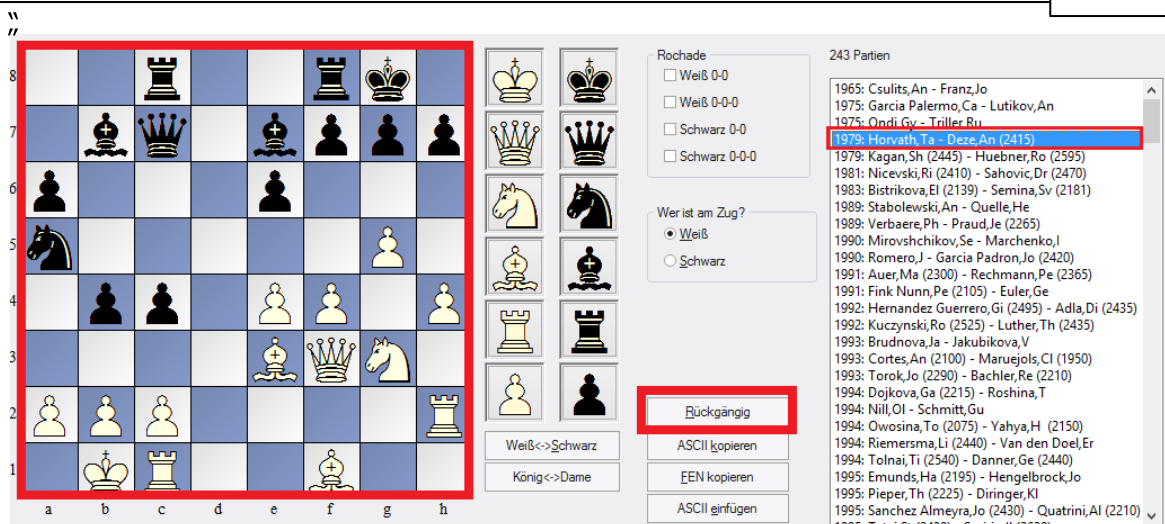 "
"
8
7
6
5
4
3
2
1
a b c d e f g h
Weiß<->Schwarz
König<->Dame
Rochade
Weiß 0-0
Weiß 0-0-0
Schwarz 0-0
Schwarz 0-0-0
Wer ist am Zug?
Weiß
Schwarz
Rückgängig
ASCII kopieren
FEN kopieren
ASCII einfügen
243 Partien
1965: Csulits,An - Franz,Jo
1975: Garcia Palermo,Ca - Lutikov,An
1975: Ondi Gy - Triller Ru
1979: Horvath,Ta - Deze,An (2415)
1979: Kagan,Sh (2445) - Huebner,Ro (2595)
1981: Nicevski,Ri (2410) - Sahovic,Dr (2470)
1983: Bistrikova,El (2139) - Semina,Sv (2181)
1989: Stabolewski,An - Quelle,He
1989: Verbaere,Ph - Praud,Je (2265)
1990: Mirovshchikov,Se - Marchenko,I
1990: Romero,J - Garcia Padron,Jo (2420)
1991: Auer,Ma (2300) - Rechmann,Pe (2365)
1991: Fink Nunn,Pe (2105) - Euler,Ge
1992: Hernandez Guerrero,Gi (2495) - Adla,Di (2435)
1992: Kuczynski,Ro (2525) - Luther,Th (2435)
1993: Brudnova,Ja - Jakubikova,V
1993: Cortes,An (2100) - Maruejols,Cl (1950)
1993: Torok,Jo (2290) - Bachler,Re (2210)
1994: Dojkova,Ga (2215) - Roshina,T
1994: Nill,Ol - Schmitt,Gu
1994: Owosina,To (2075) - Yahya,H (2150)
1994: Riemersma,Li (2440) - Van den Doel,Er
1994: Tolnai,Ti (2540) - Danner,Ge (2440)
1995: Emunds,Ha (2195) - Hengelbrock,Jo
1995: Pieper,Th (2225) - Diringer,Kl
1995: Sanchez Almeyra,Jo (2430) - Quatrini,Al (2210)